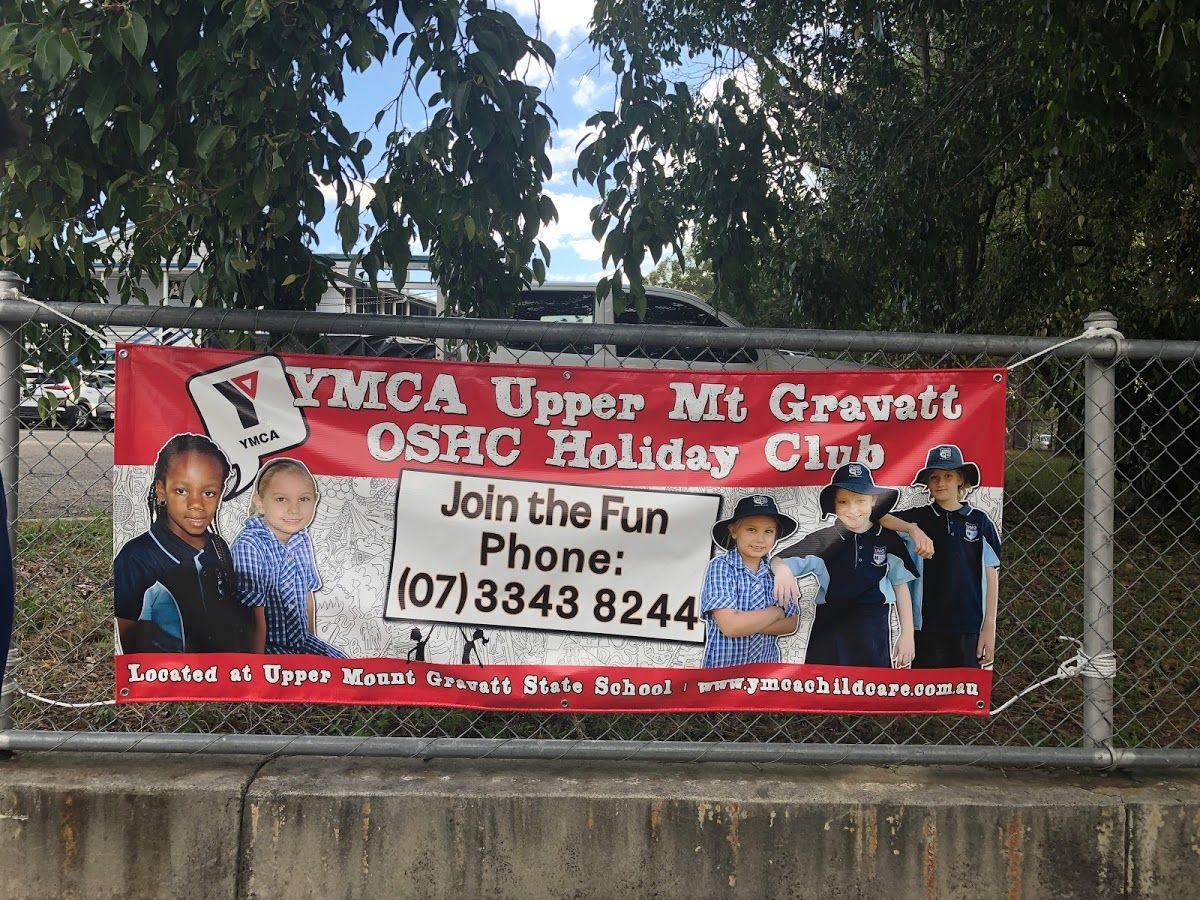 YMCA
YMCA Upper Mt Gravatt
OSHC Holiday Club
Join the Fun
Phone:
(07) 3343 8244
Located at Upper Mount Gravatt State School | www.ymcachildcare.com.au